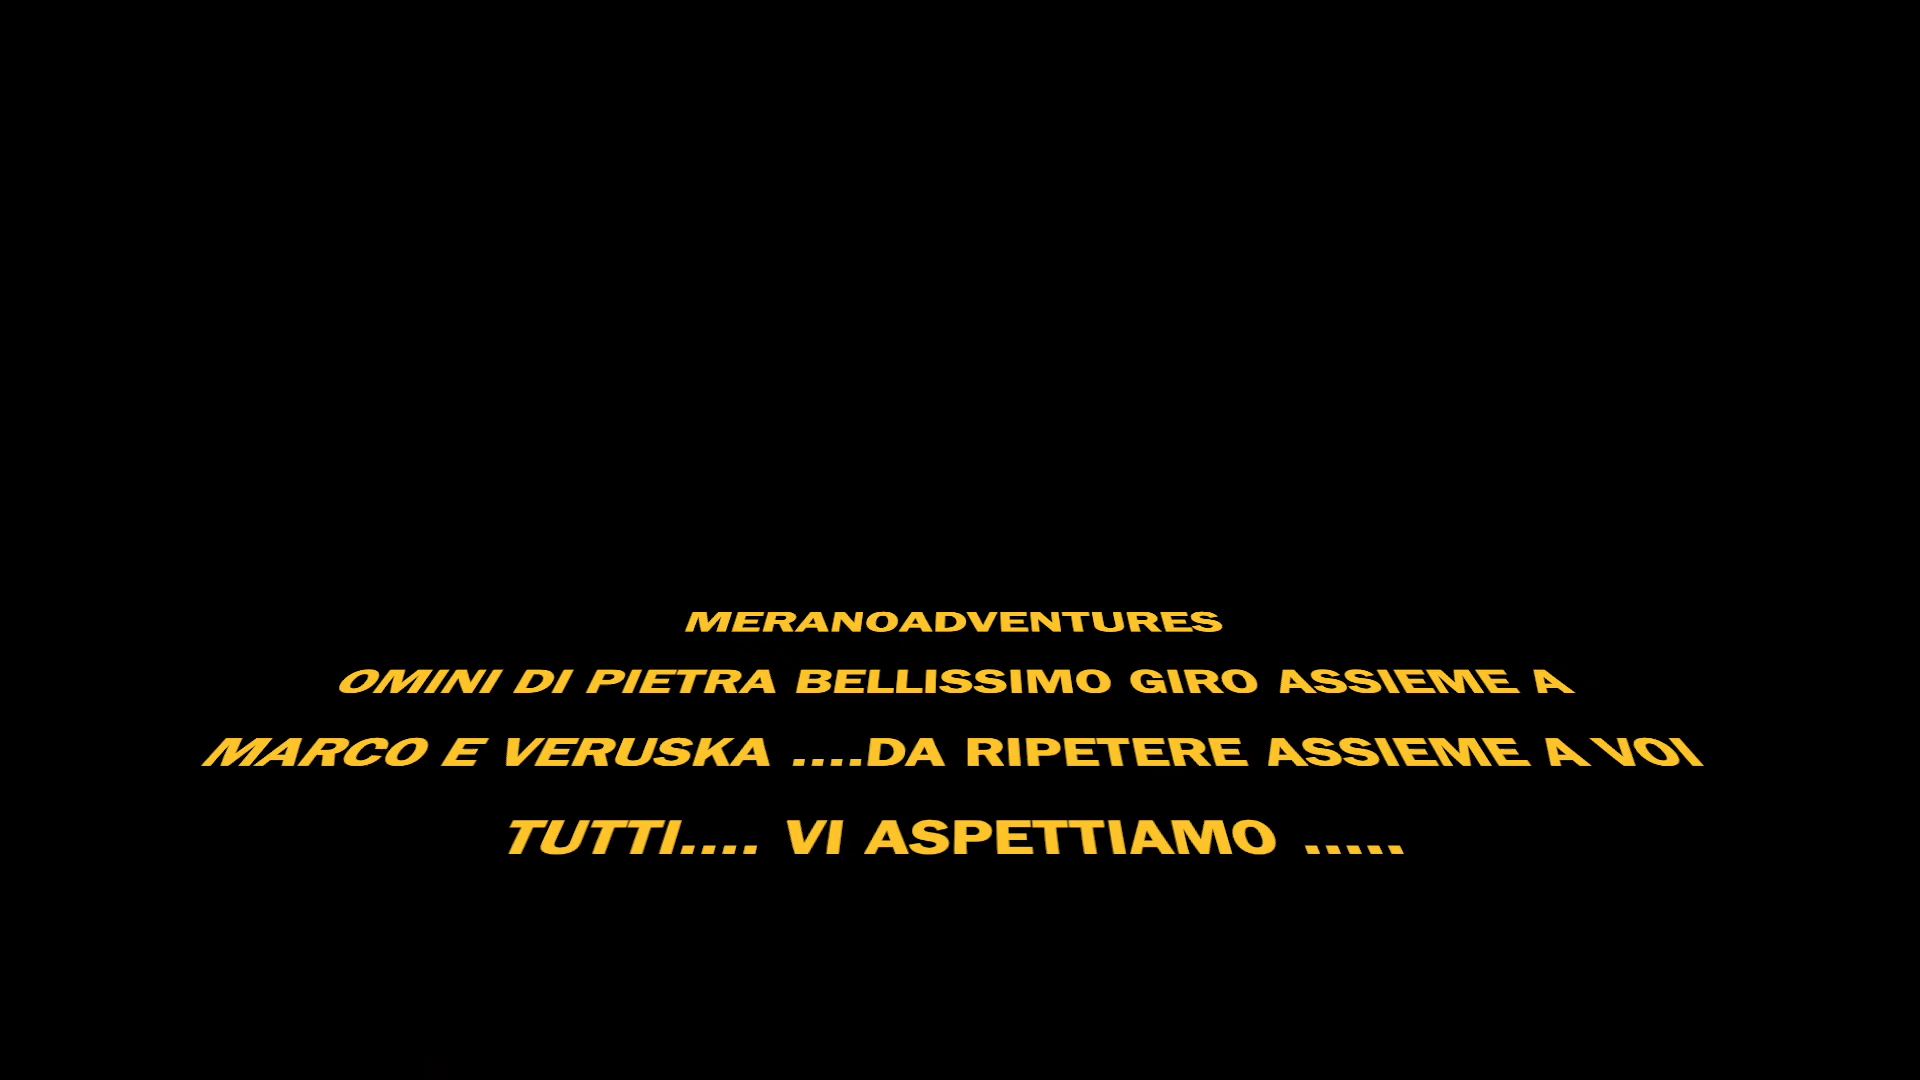 MERANOADVENTURES
OMINI DI PIETRA BELLISSIMO GIRO ASSIEME A
MARCO E VERUSKA ....DA RIPETERE ASSIEME A VOI
TUTTI.... VI ASPETTIAMO .....